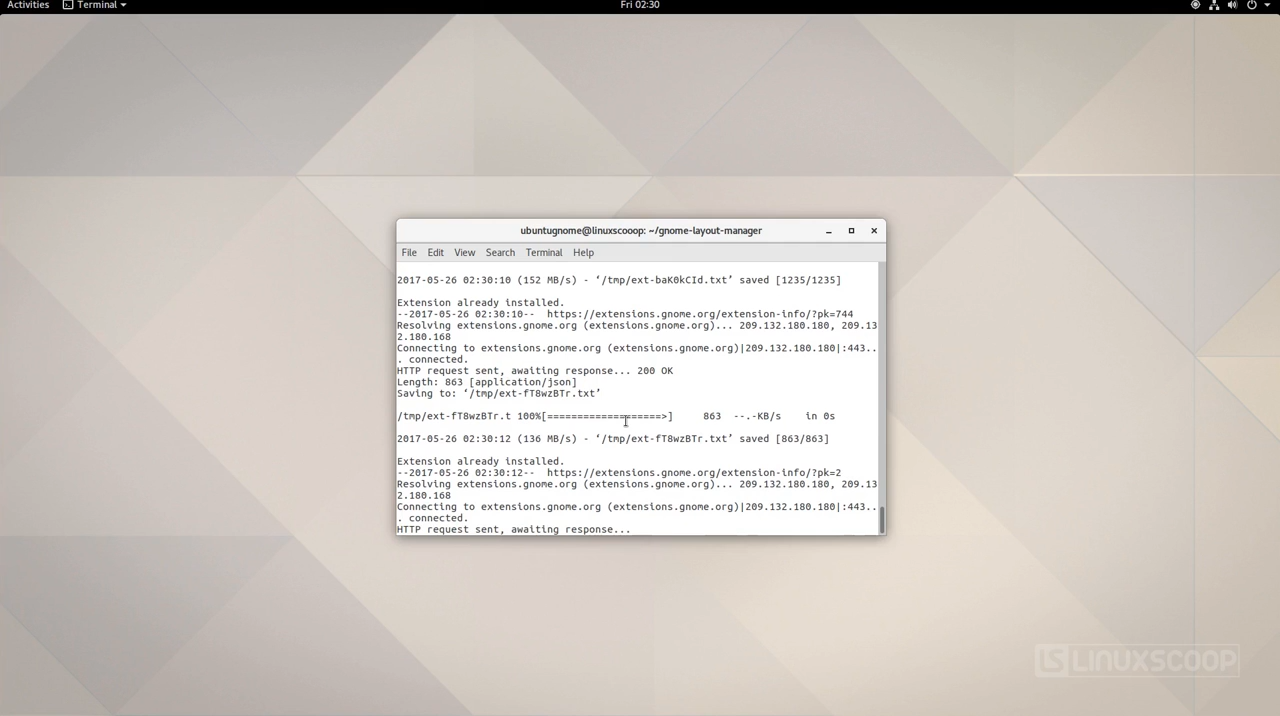 Activities
Terminal
Fri 02:30
ubuntugnome@linuxscooop: ~/gnome-layout-manager
File Edit View Search Terminal Help
2017-05-26 02:30:10 (152 MB/s) - ‘/tmp/ext-baK0kCId.txt’ saved [1235/1235]
Extension already installed.
--2017-05-26 02:30:10--  https://extensions.gnome.org/extension-info/?pk=744
Resolving extensions.gnome.org (extensions.gnome.org)... 209.132.180.180, 209.13
2.180.168
Connecting to extensions.gnome.org (extensions.gnome.org)|209.132.180.180|:443..
. connected.
HTTP request sent, awaiting response... 200 OK
Length: 863 [application/json]
Saving to: ‘/tmp/ext-fT8wzBTr.txt’
/tmp/ext-fT8wzBTr.t 100%[===================>]     863  --.-KB/s    in 0s
2017-05-26 02:30:12 (136 MB/s) - ‘/tmp/ext-fT8wzBTr.txt’ saved [863/863]
Extension already installed.
--2017-05-26 02:30:12--  https://extensions.gnome.org/extension-info/?pk=2
Resolving extensions.gnome.org (extensions.gnome.org)... 209.132.180.180, 209.13
2.180.168
Connecting to extensions.gnome.org (extensions.gnome.org)|209.132.180.180|:443..
. connected.
HTTP request sent, awaiting response...
LS LINUXSCOOP